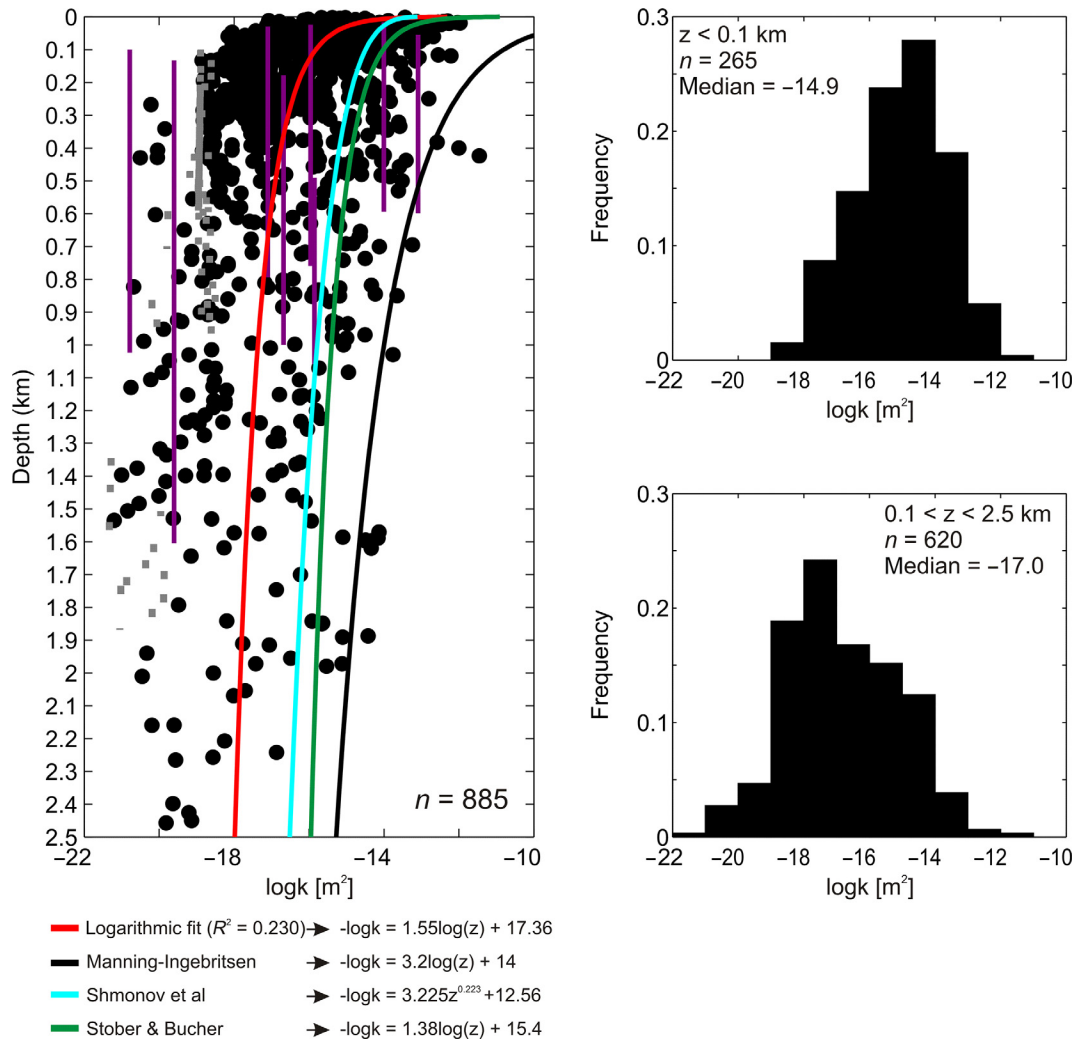 0
0.1
0.2
0.3
0.4
0.5
0.6
0.7
0.8
0.9
1
1.1
1.2
1.3
1.4
1.5
1.6
1.7
1.8
1.9
2
2.1
2.2
2.3
2.4
2.5
Depth (km)
n = 885
−22 −18 −14 −10
logk [m²]
0.3
0.2
0.1
0
Frequency
z < 0.1 km
n = 265
Median = −14.9
−22 −20 −18 −16 −14 −12 −10
logk [m²]
0.3
0.2
0.1
0
Frequency
0.1 < z < 2.5 km
n = 620
Median = −17.0
−22 −20 −18 −16 −14 −12 −10
logk [m²]
Logarithmic fit (R² = 0.230) → -logk = 1.55log(z) + 17.36
Manning-Ingebritsen → -logk = 3.2log(z) + 14
Shmonov et al → -logk = 3.225z^0.223 +12.56
Stober & Bucher → -logk = 1.38log(z) + 15.4